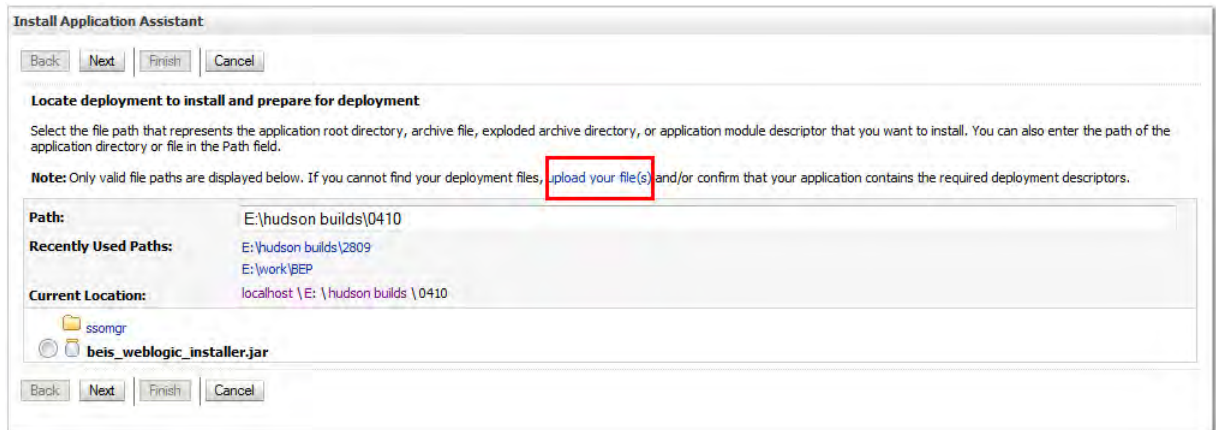 Install Application Assistant
Back Next Finish Cancel
Locate deployment to install and prepare for deployment
Select the file path that represents the application root directory, archive file, exploded archive directory, or application module descriptor that you want to install. You can also enter the path of the
application directory or file in the Path field.
Note: Only valid file paths are displayed below. If you cannot find your deployment files, upload your file(s) and/or confirm that your application contains the required deployment descriptors.
Path: E:\hudson builds\0410
Recently Used Paths: E:\hudson builds\2809
E:\work\BEP
Current Location: localhost \ E: \ hudson builds \ 0410
ssomgr
beis_weblogic_installer.jar
Back Next Finish Cancel